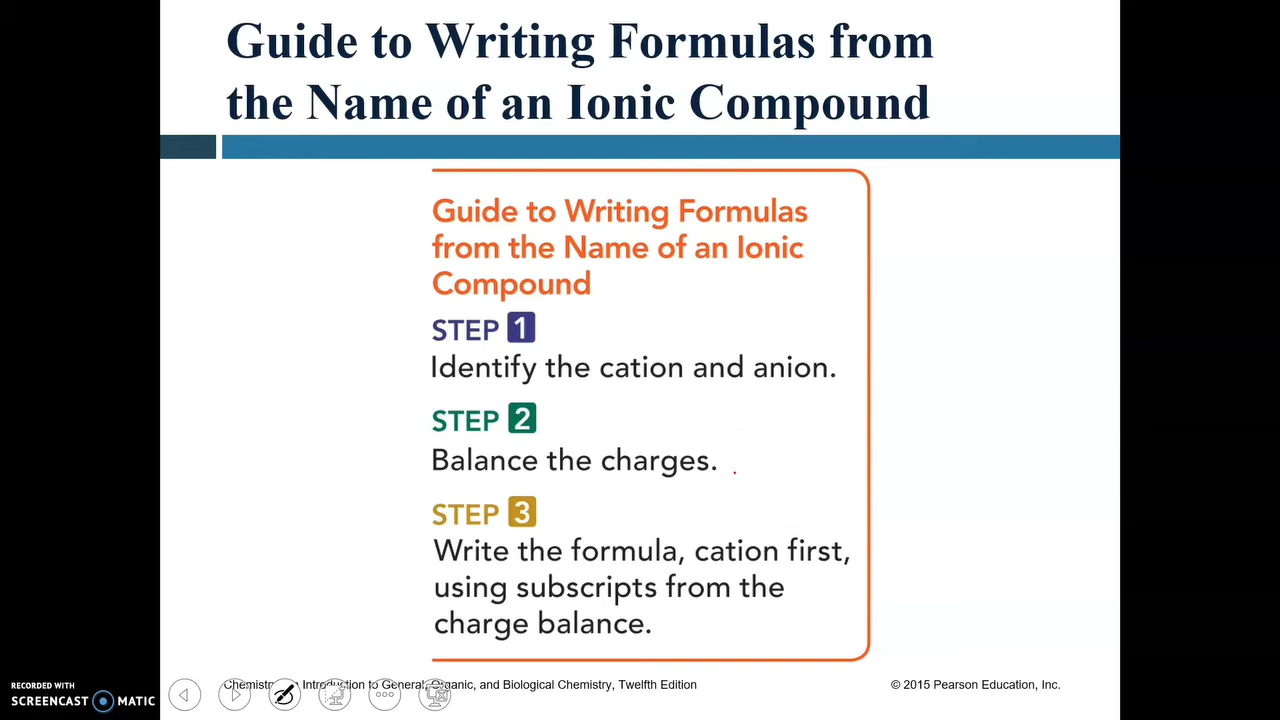 Guide to Writing Formulas from
the Name of an Ionic Compound
Guide to Writing Formulas
from the Name of an Ionic
Compound
STEP 1
Identify the cation and anion.
STEP 2
Balance the charges.
STEP 3
Write the formula, cation first,
using subscripts from the
charge balance.
Chemistry: Introduction to General, Organic, and Biological Chemistry, Twelfth Edition
© 2015 Pearson Education, Inc.
RECORDED WITH
SCREENCAST MATIC